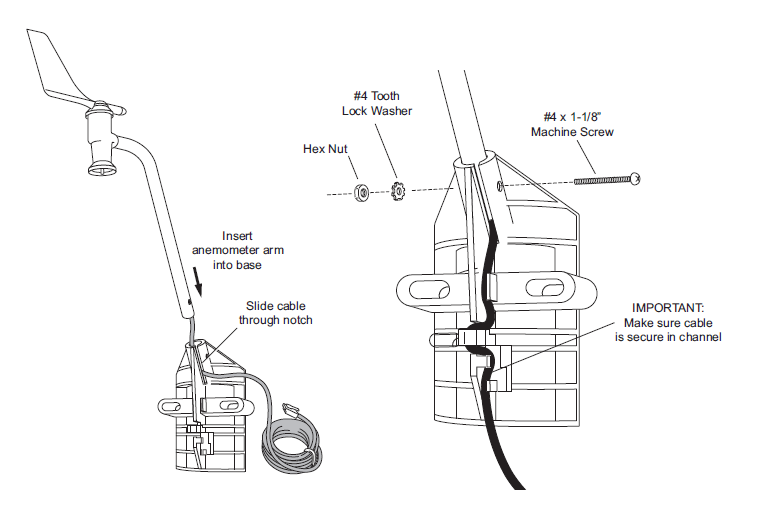 #4 Tooth
Lock Washer
#4 x 1-1/8”
Machine Screw
Hex Nut
Insert
anemometer arm
into base
Slide cable
through notch
IMPORTANT:
Make sure cable
is secure in channel